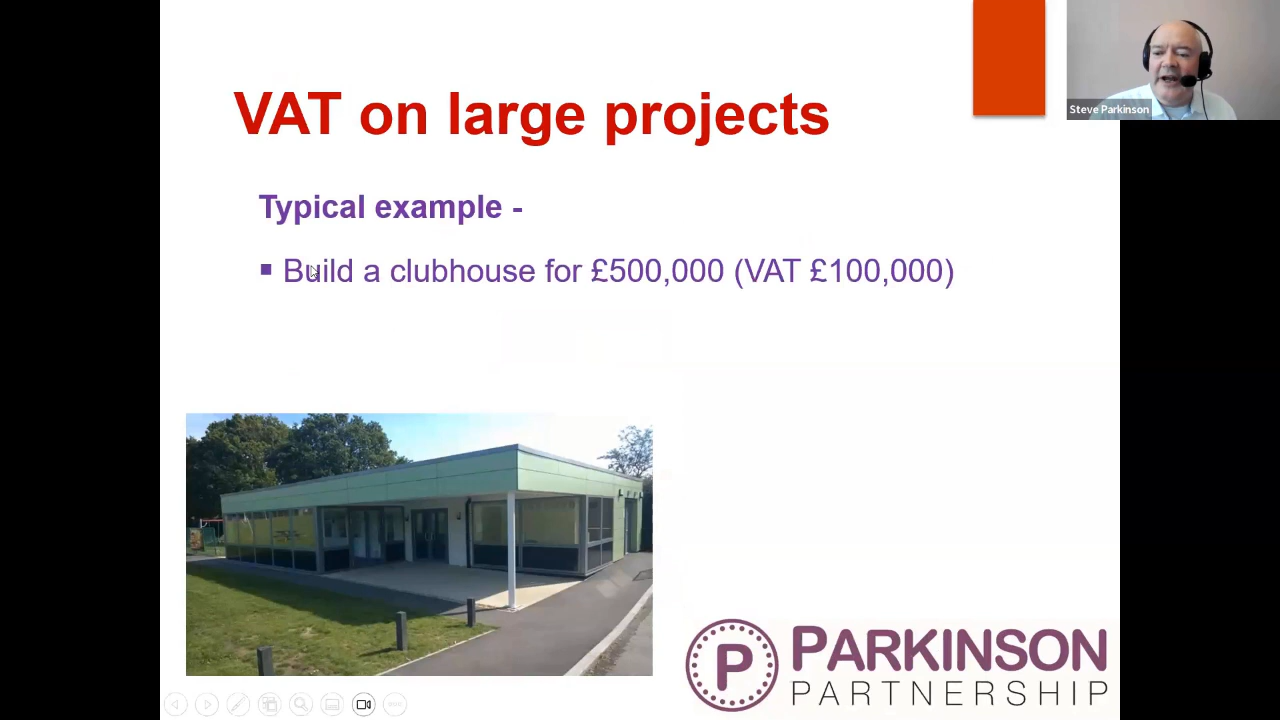 VAT on large projects
Steve Parkinson
Typical example -
▪ Build a clubhouse for £500,000 (VAT £100,000)
P
PARKINSON
PARTNERSHIP